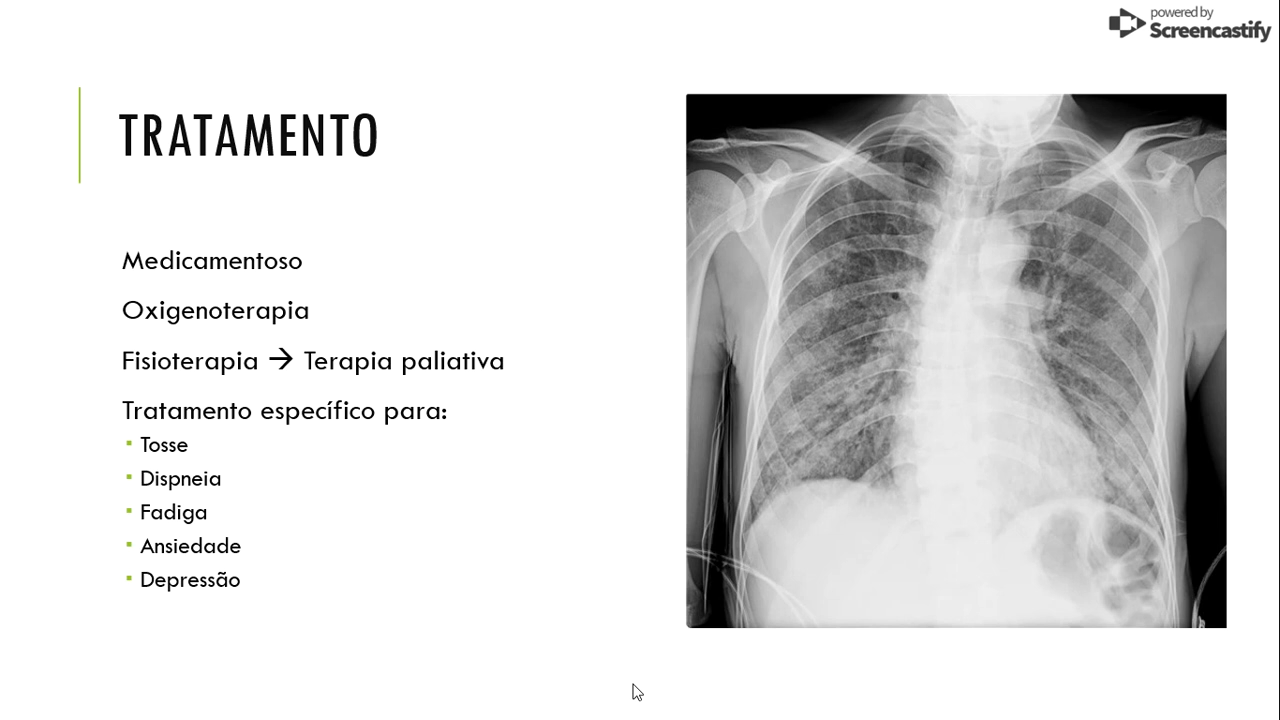 powered by
Screencastify
TRATAMENTO
Medicamentoso
Oxigenoterapia
Fisioterapia → Terapia paliativa
Tratamento específico para:
▪ Tosse
▪ Dispneia
▪ Fadiga
▪ Ansiedade
▪ Depressão